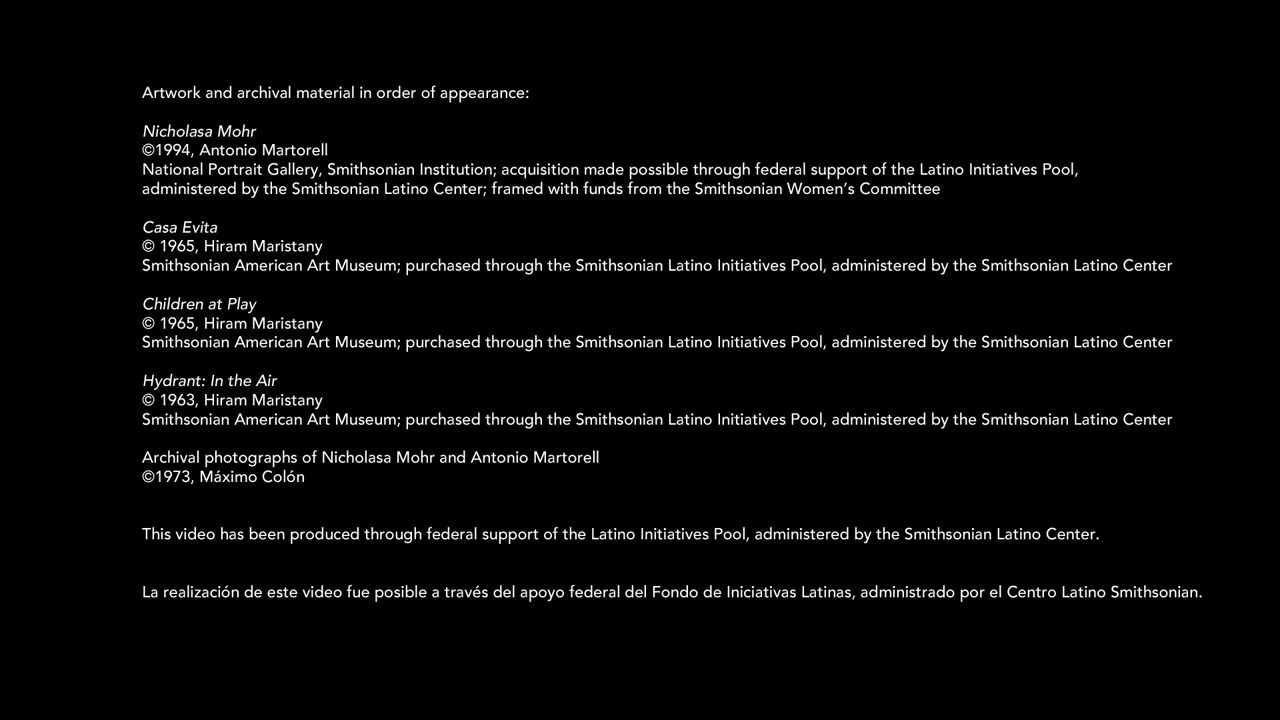 Artwork and archival material in order of appearance:
Nicholasa Mohr
©1994, Antonio Martorell
National Portrait Gallery, Smithsonian Institution; acquisition made possible through federal support of the Latino Initiatives Pool,
administered by the Smithsonian Latino Center; framed with funds from the Smithsonian Women’s Committee
Casa Evita
© 1965, Hiram Maristany
Smithsonian American Art Museum; purchased through the Smithsonian Latino Initiatives Pool, administered by the Smithsonian Latino Center
Children at Play
© 1965, Hiram Maristany
Smithsonian American Art Museum; purchased through the Smithsonian Latino Initiatives Pool, administered by the Smithsonian Latino Center
Hydrant: In the Air
© 1963, Hiram Maristany
Smithsonian American Art Museum; purchased through the Smithsonian Latino Initiatives Pool, administered by the Smithsonian Latino Center
Archival photographs of Nicholasa Mohr and Antonio Martorell
©1973, Máximo Colón
This video has been produced through federal support of the Latino Initiatives Pool, administered by the Smithsonian Latino Center.
La realización de este video fue posible a través del apoyo federal del Fondo de Iniciativas Latinas, administrado por el Centro Latino Smithsonian.